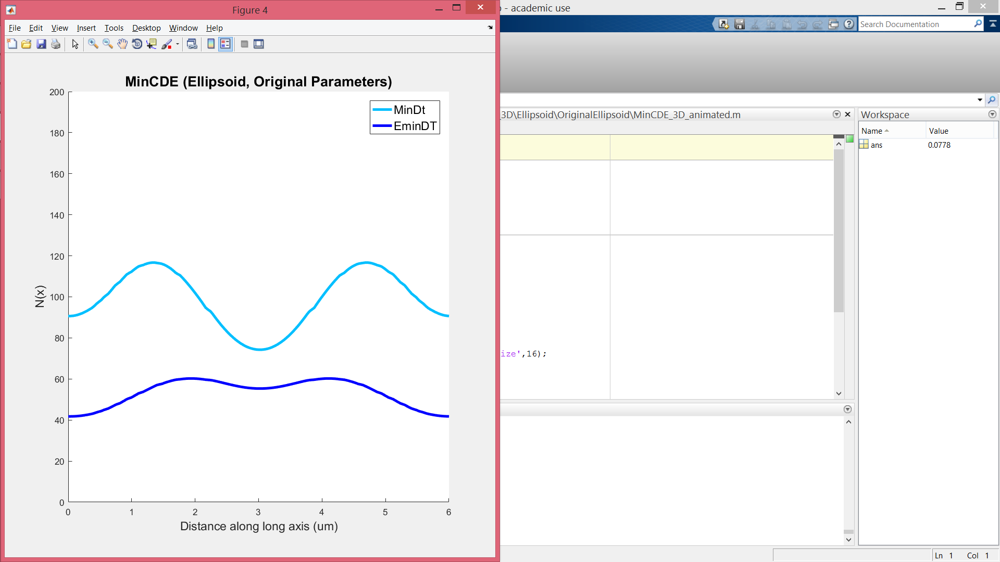 Figure 4
- academic use
File Edit View Insert Tools Desktop Window Help
Search Documentation
MinCDE (Ellipsoid, Original Parameters)
200
180
160
140
120
100
80
60
40
20
0
N(x)
MinDt
EminDT
0 1 2 3 4 5 6
Distance along long axis (um)
_3D\Ellipsoid\OriginalEllipsoid\MinCDE_3D_animated.m
ize',16);
Workspace
Name Value
ans 0.0778
Ln 1 Col 1